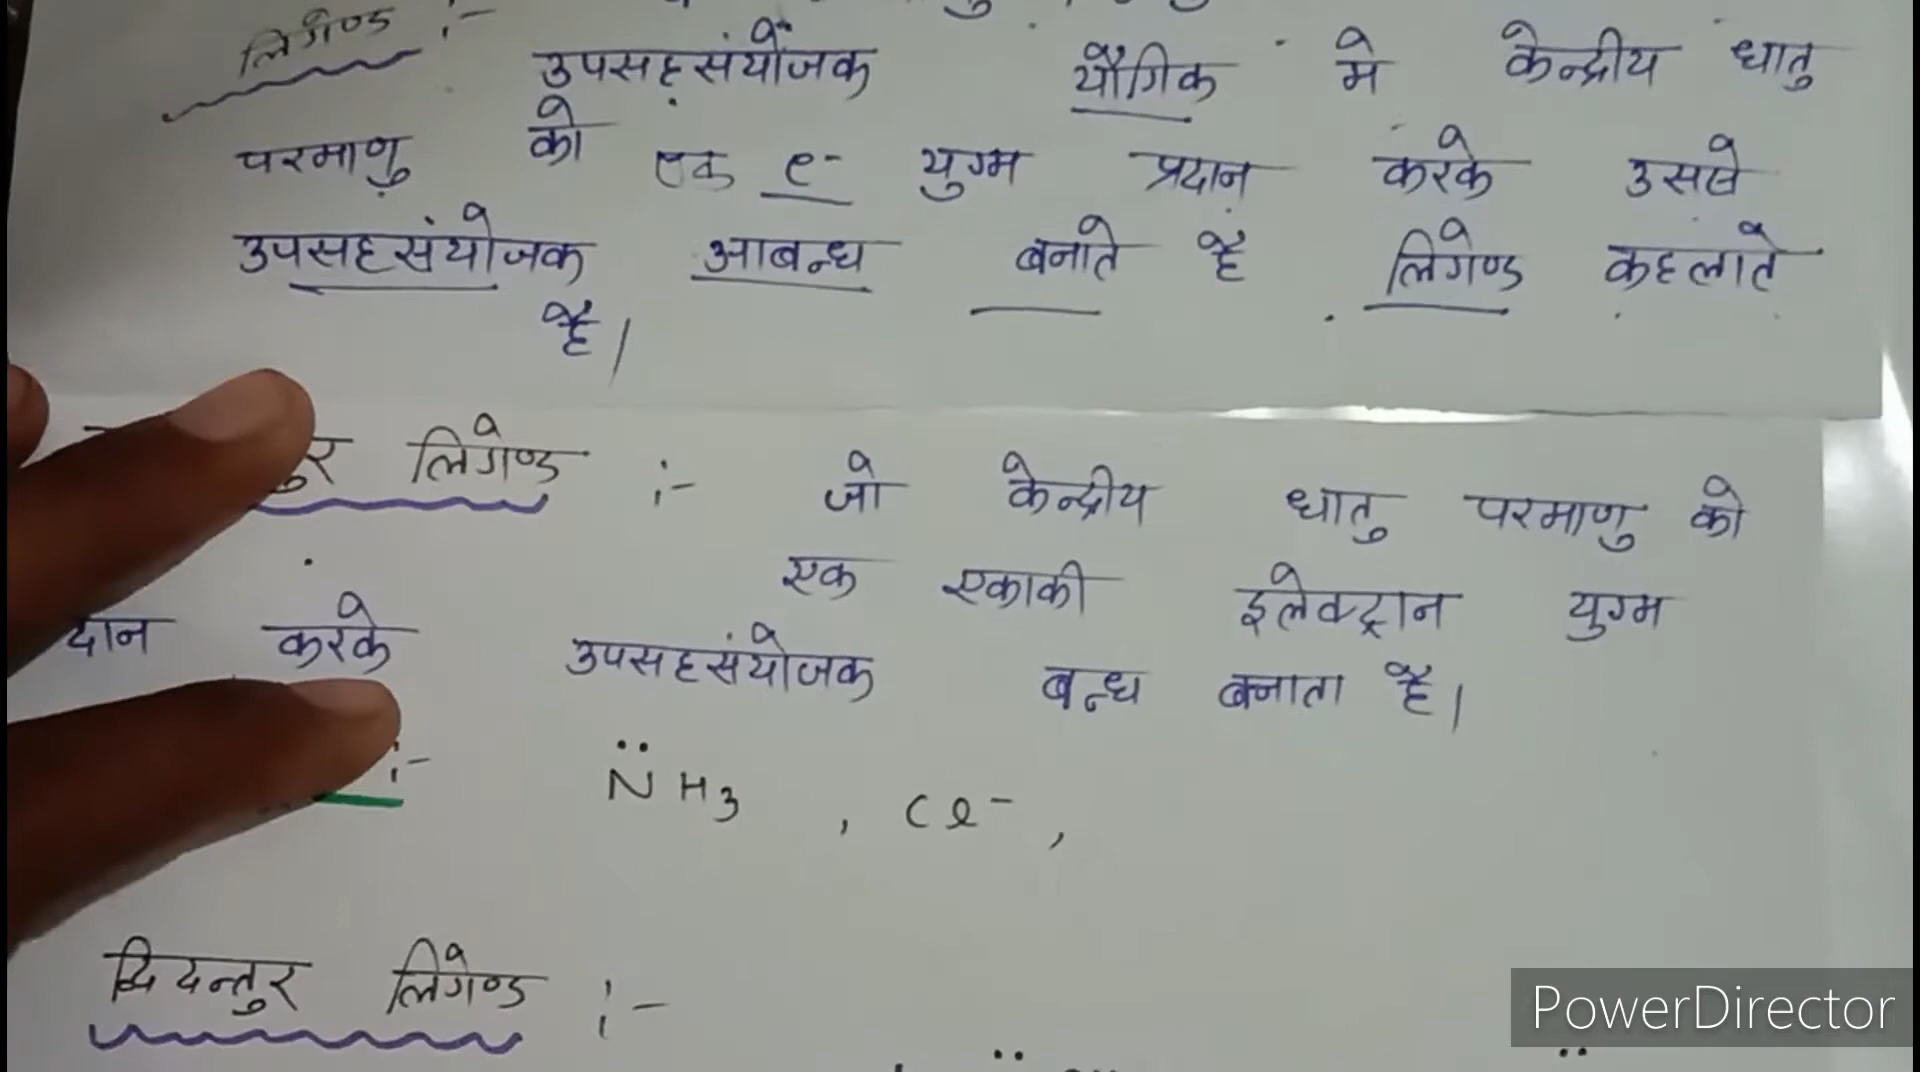 लिगेण्ड :-
उपसहसंयोजक यौगिक मे केन्द्रीय धातु
परमाणु को एक e- युग्म प्रदान करके उससे
उपसहसंयोजक आबन्ध बनाते है लिगेण्ड कहलाते
है।
लिगेण्ड :- जो केन्द्रीय धातु परमाणु को
एक एकाकी इलेक्ट्रान युग्म
दान करके उपसहसंयोजक बन्ध बनाता है।
:- N̈H3 , Cl- ,
द्विदन्तुर लिगेण्ड :-
PowerDirector